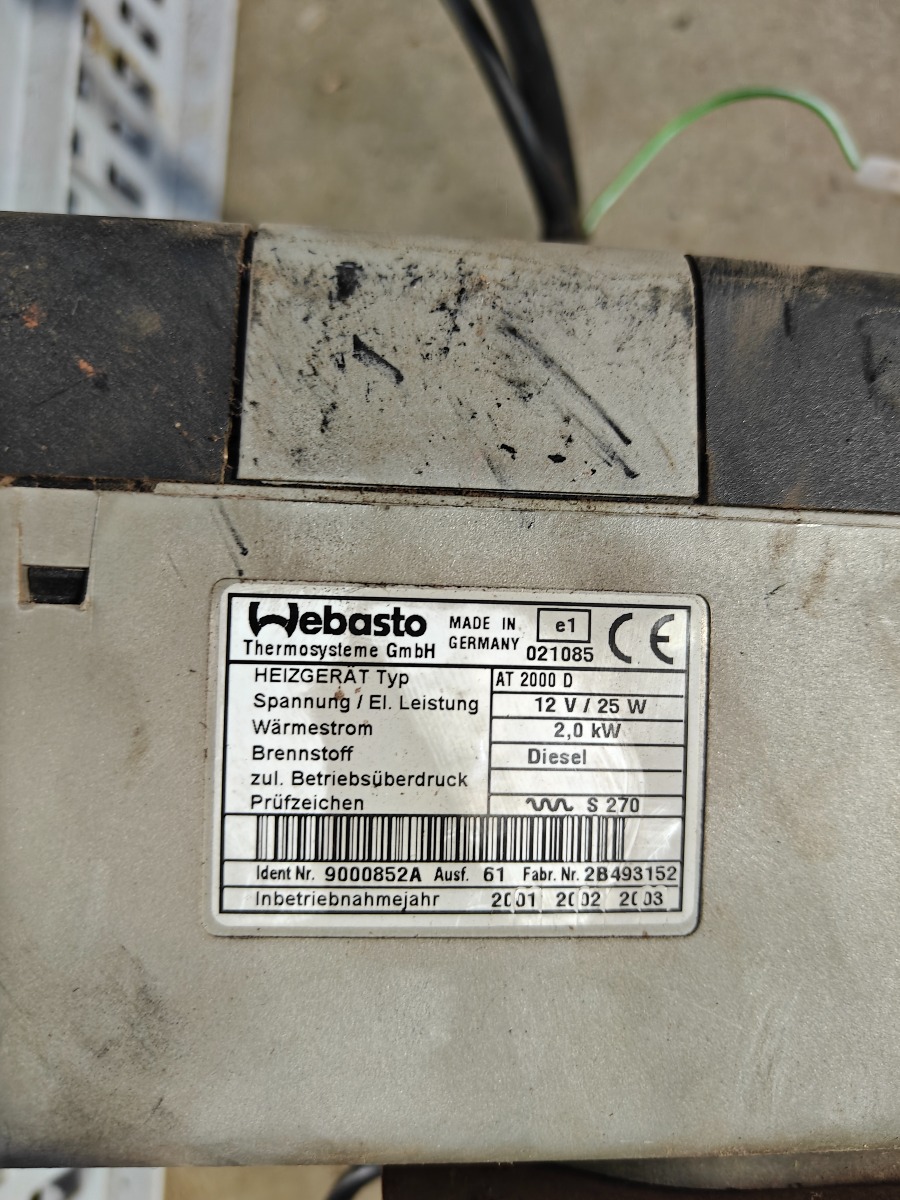 Webasto
Thermosysteme GmbH
MADE IN
GERMANY
e1
021085
CE
HEIZGERÄT Typ AT 2000 D
Spannung / El. Leistung 12 V / 25 W
Wärmestrom 2,0 kW
Brennstoff Diesel
zul. Betriebsüberdruck
Prüfzeichen S 270
Ident Nr. 9000852A Ausf. 61 Fabr. Nr. 2B493152
Inbetriebnahmejahr 2001 2002 2003